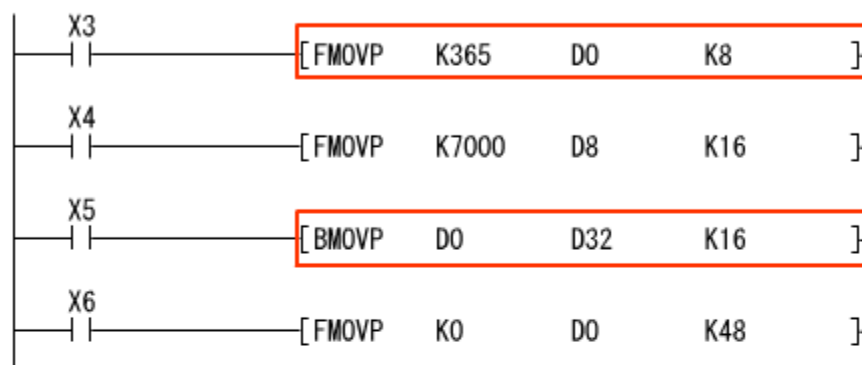 X3
[FMOVP K365 D0 K8 ]
X4
[FMOVP K7000 D8 K16 ]
X5
[BMOVP D0 D32 K16 ]
X6
[FMOVP K0 D0 K48 ]